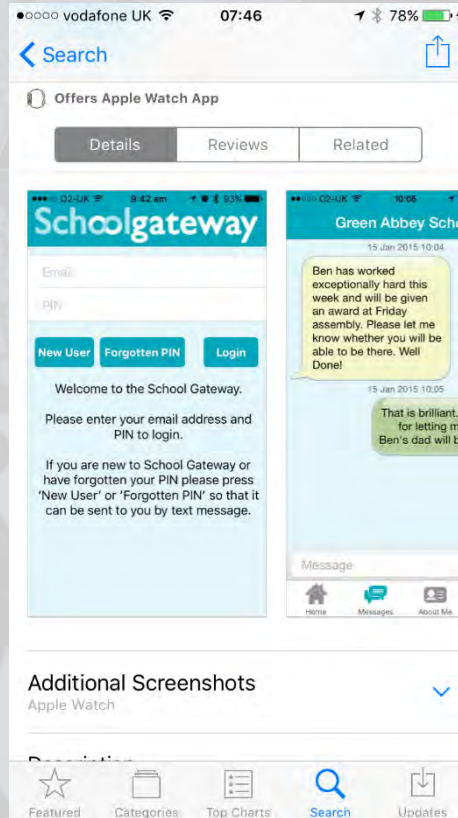 vodafone UK 07:46 78%
Search
Offers Apple Watch App
Details Reviews Related
O2-UK 9:42 am 93%
Schoolgateway
Email
PIN
New User Forgotten PIN Login
Welcome to the School Gateway.
Please enter your email address and
PIN to login.
If you are new to School Gateway or
have forgotten your PIN please press
'New User' or 'Forgotten PIN' so that it
can be sent to you by text message.
O2-UK 10:06
Green Abbey Scho
15 Jan 2015 10:04
Ben has worked
exceptionally hard this
week and will be given
an award at Friday
assembly. Please let me
know whether you will be
able to be there. Well
Done!
15 Jan 2015 10:05
That is brilliant.
for letting m
Ben's dad will b
Message
Home Messages About Me
Additional Screenshots
Apple Watch
Featured Categories Top Charts Search Updates